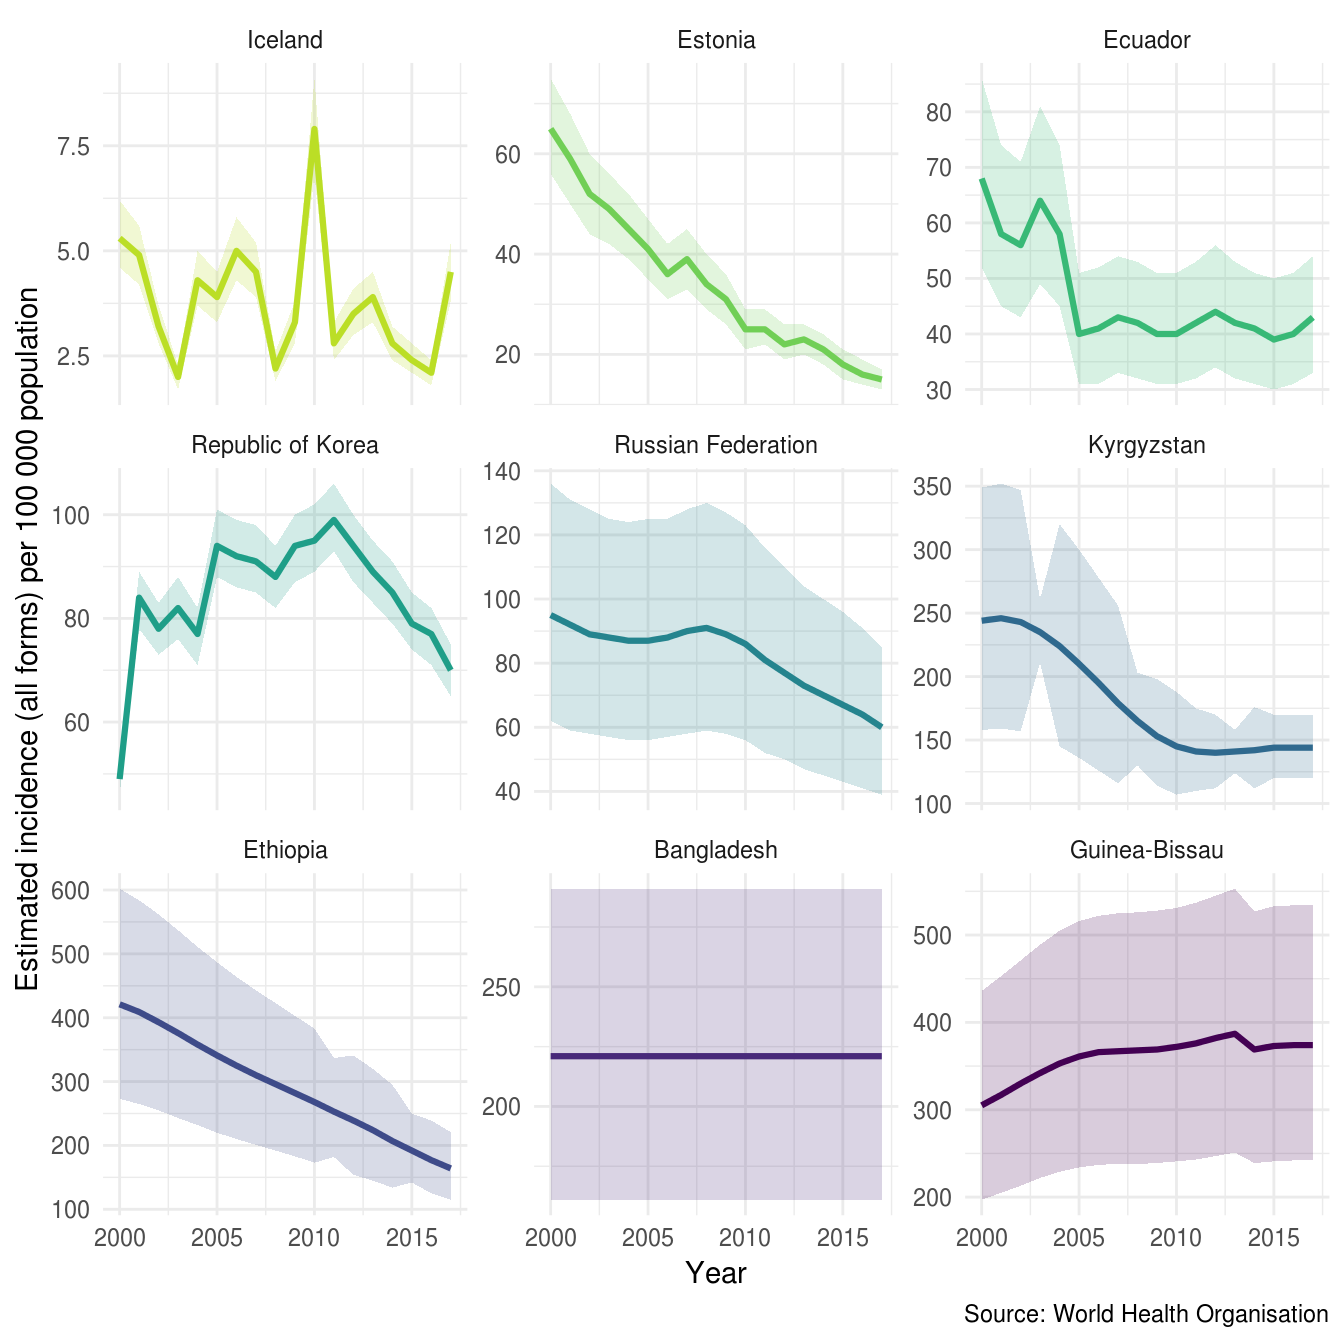 Iceland
Estonia
Ecuador
7.5
5.0
2.5
60
40
20
80
70
60
50
40
30
Estimated incidence (all forms) per 100 000 population
Republic of Korea
Russian Federation
Kyrgyzstan
100
80
60
140
120
100
80
60
40
350
300
250
200
150
100
Ethiopia
Bangladesh
Guinea-Bissau
600
500
400
300
200
100
250
200
500
400
300
200
2000 2005 2010 2015
2000 2005 2010 2015
2000 2005 2010 2015
Year
Source: World Health Organisation